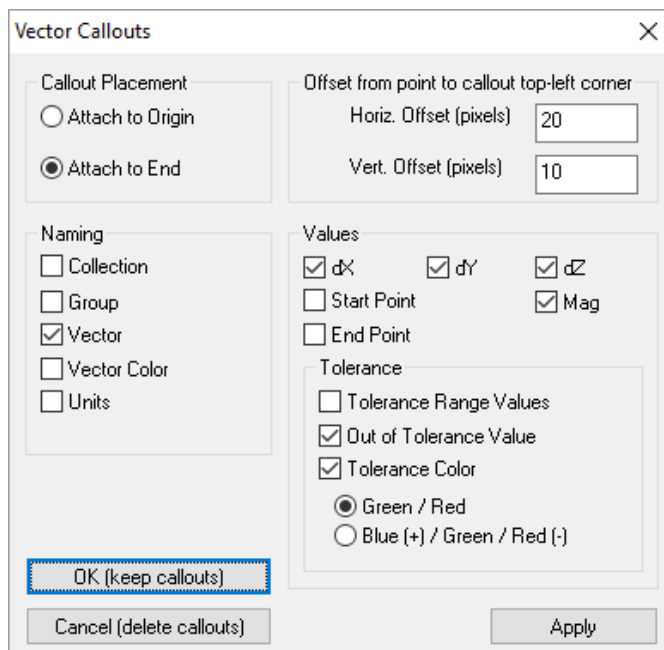 Vector Callouts
Callout Placement
Attach to Origin
Attach to End
Offset from point to callout top-left corner
Horiz. Offset (pixels) 20
Vert. Offset (pixels) 10
Naming
Collection
Group
Vector
Vector Color
Units
Values
dX dY dZ
Start Point Mag
End Point
Tolerance
Tolerance Range Values
Out of Tolerance Value
Tolerance Color
Green / Red
Blue (+) / Green / Red (-)
OK (keep callouts)
Cancel (delete callouts) Apply